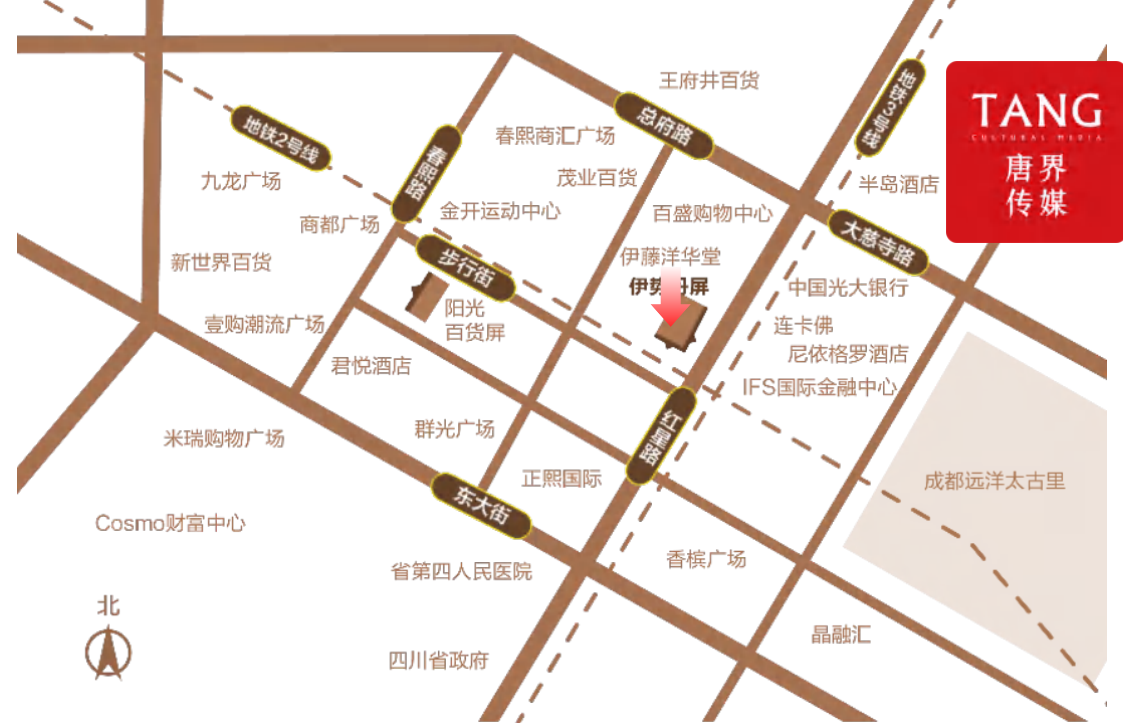 王府井百货
地铁3号线
TANG
CULTURAL MEDIA
唐界
传媒
总府路
地铁2号线
春熙商汇广场
春熙路
茂业百货
九龙广场
半岛酒店
金开运动中心
百盛购物中心
商都广场
大慈寺路
步行街
伊藤洋华堂
新世界百货
伊势丹屏
中国光大银行
阳光
百货屏
壹购潮流广场
连卡佛
尼依格罗酒店
君悦酒店
IFS国际金融中心
红星路
群光广场
米瑞购物广场
正熙国际
成都远洋太古里
东大街
Cosmo财富中心
香槟广场
省第四人民医院
北
晶融汇
四川省政府